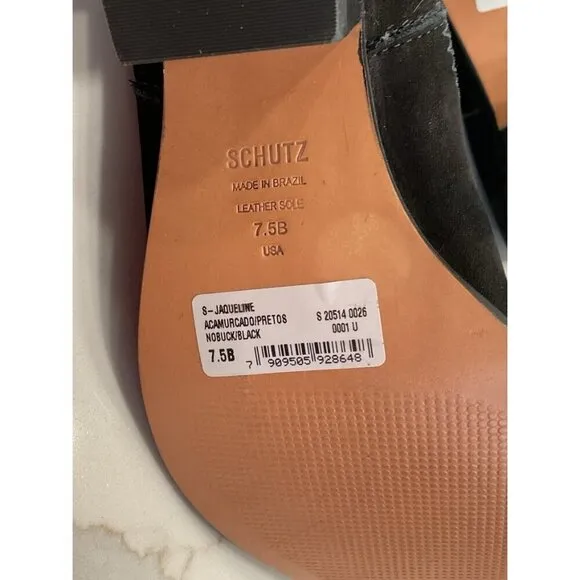 SCHUTZ
MADE IN BRAZIL
LEATHER SOLE
7.5B
USA
S-JAQUELINE
ACAMURCADO/PRETOS S 20514 0026
NOBUCK/BLACK 0001 U
7.5B
7 909505 928648